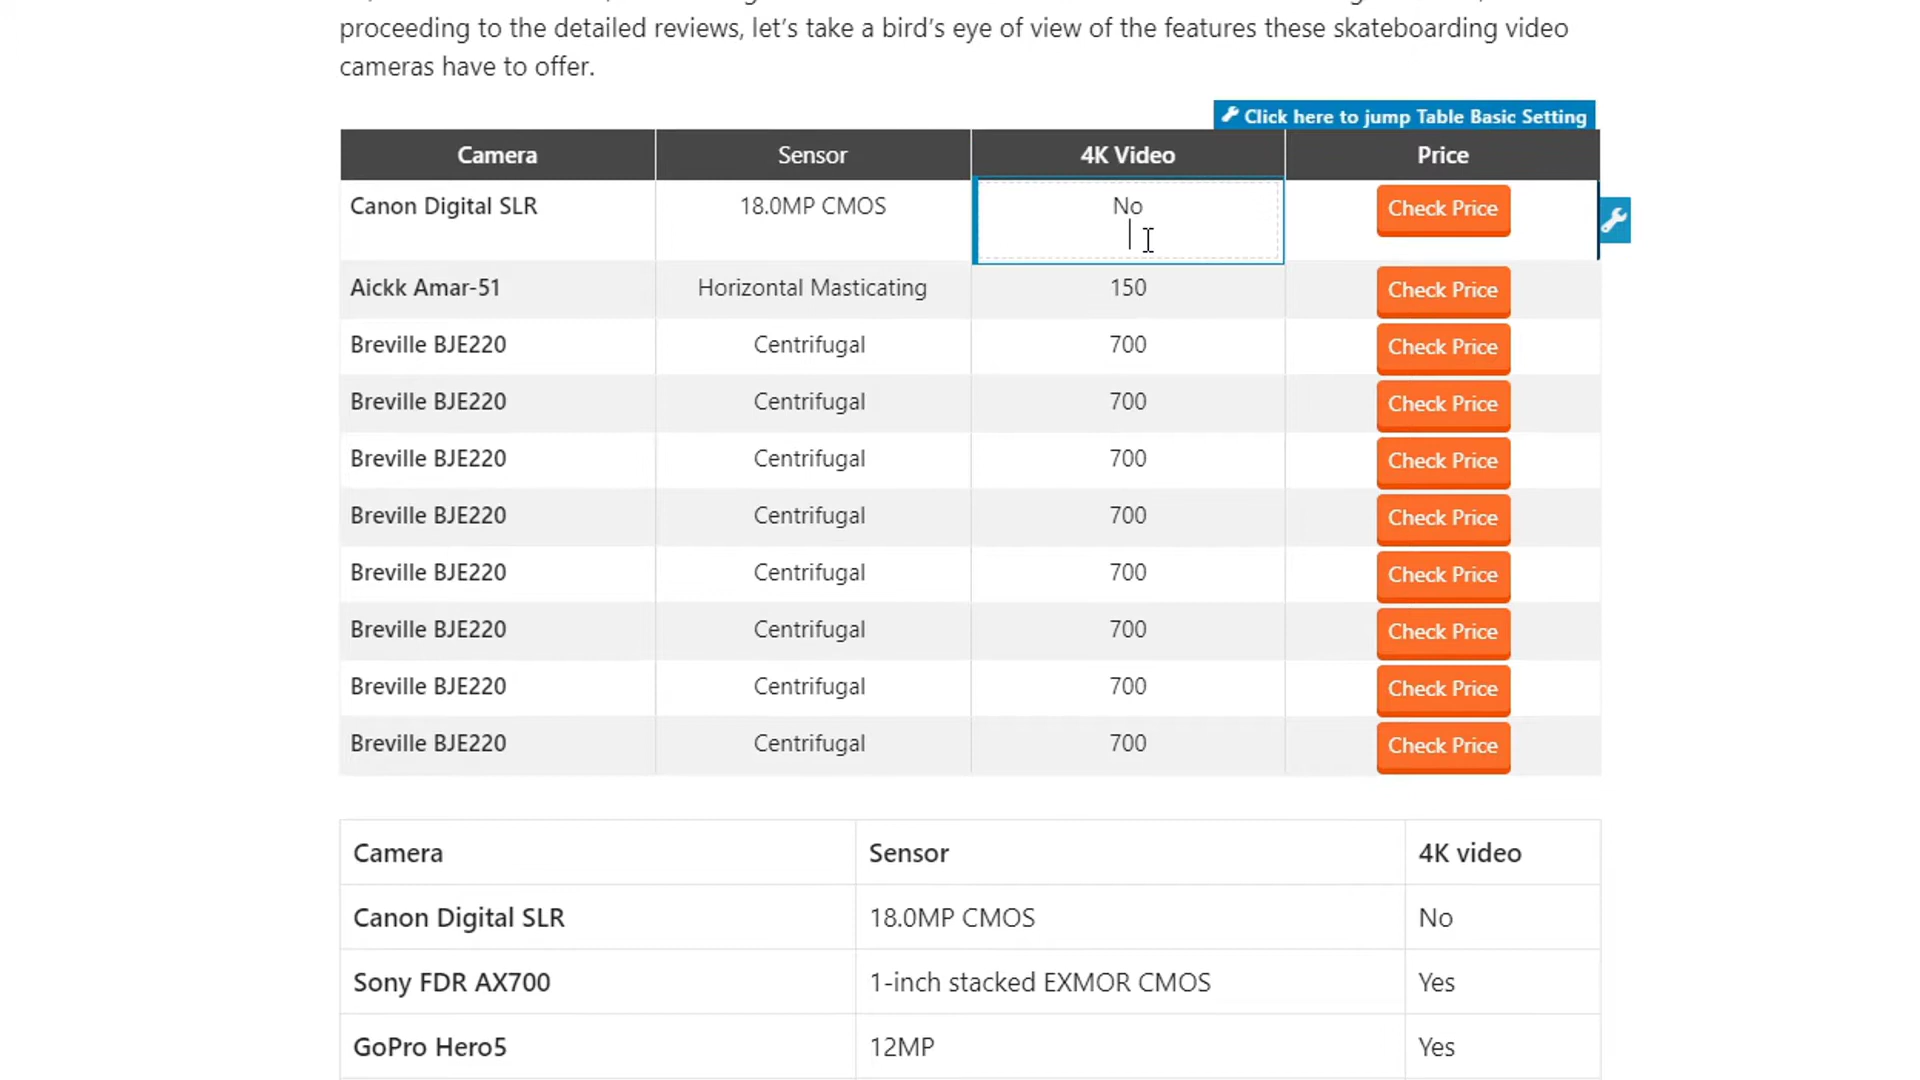 proceeding to the detailed reviews, let’s take a bird’s eye of view of the features these skateboarding video
cameras have to offer.
Click here to jump Table Basic Setting
Camera Sensor 4K Video Price
Canon Digital SLR 18.0MP CMOS No Check Price
Aickk Amar-51 Horizontal Masticating 150 Check Price
Breville BJE220 Centrifugal 700 Check Price
Breville BJE220 Centrifugal 700 Check Price
Breville BJE220 Centrifugal 700 Check Price
Breville BJE220 Centrifugal 700 Check Price
Breville BJE220 Centrifugal 700 Check Price
Breville BJE220 Centrifugal 700 Check Price
Breville BJE220 Centrifugal 700 Check Price
Breville BJE220 Centrifugal 700 Check Price
Camera Sensor 4K video
Canon Digital SLR 18.0MP CMOS No
Sony FDR AX700 1-inch stacked EXMOR CMOS Yes
GoPro Hero5 12MP Yes